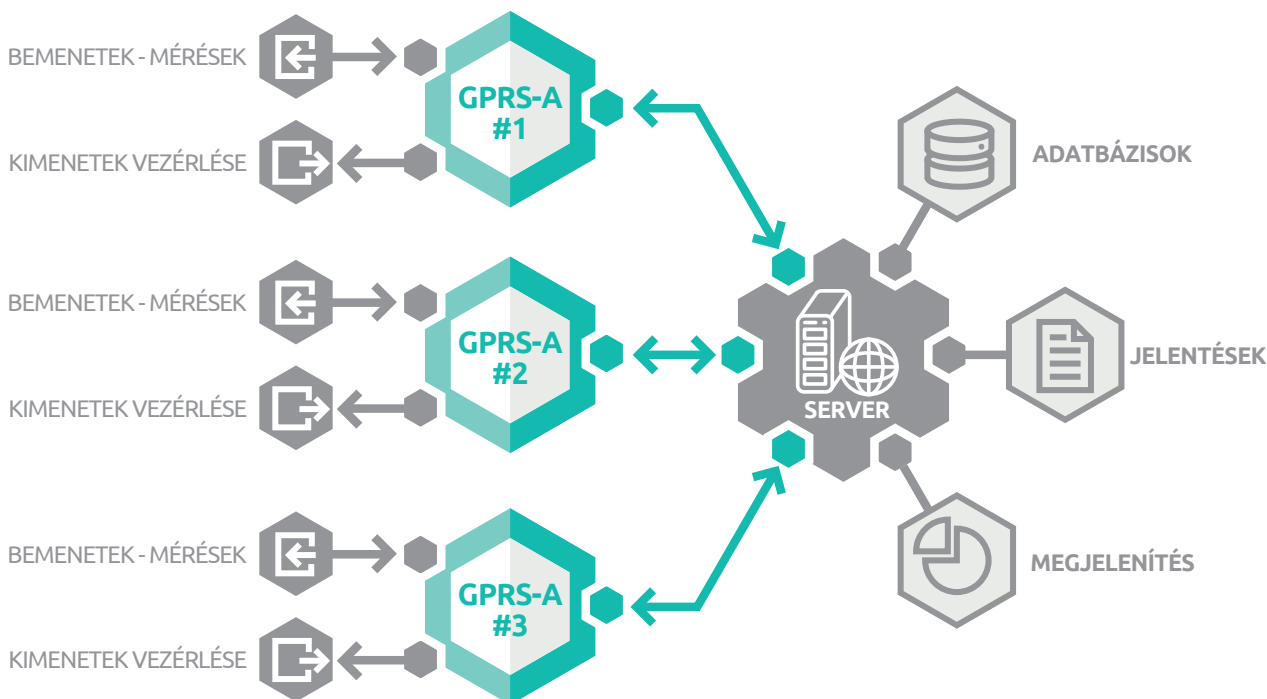 BEMENETEK - MÉRÉSEK
GPRS-A
#1
KIMENETEK VEZÉRLÉSE
BEMENETEK - MÉRÉSEK
GPRS-A
#2
KIMENETEK VEZÉRLÉSE
BEMENETEK - MÉRÉSEK
GPRS-A
#3
KIMENETEK VEZÉRLÉSE
SERVER
ADATBÁZISOK
JELENTÉSEK
MEGJELENÍTÉS